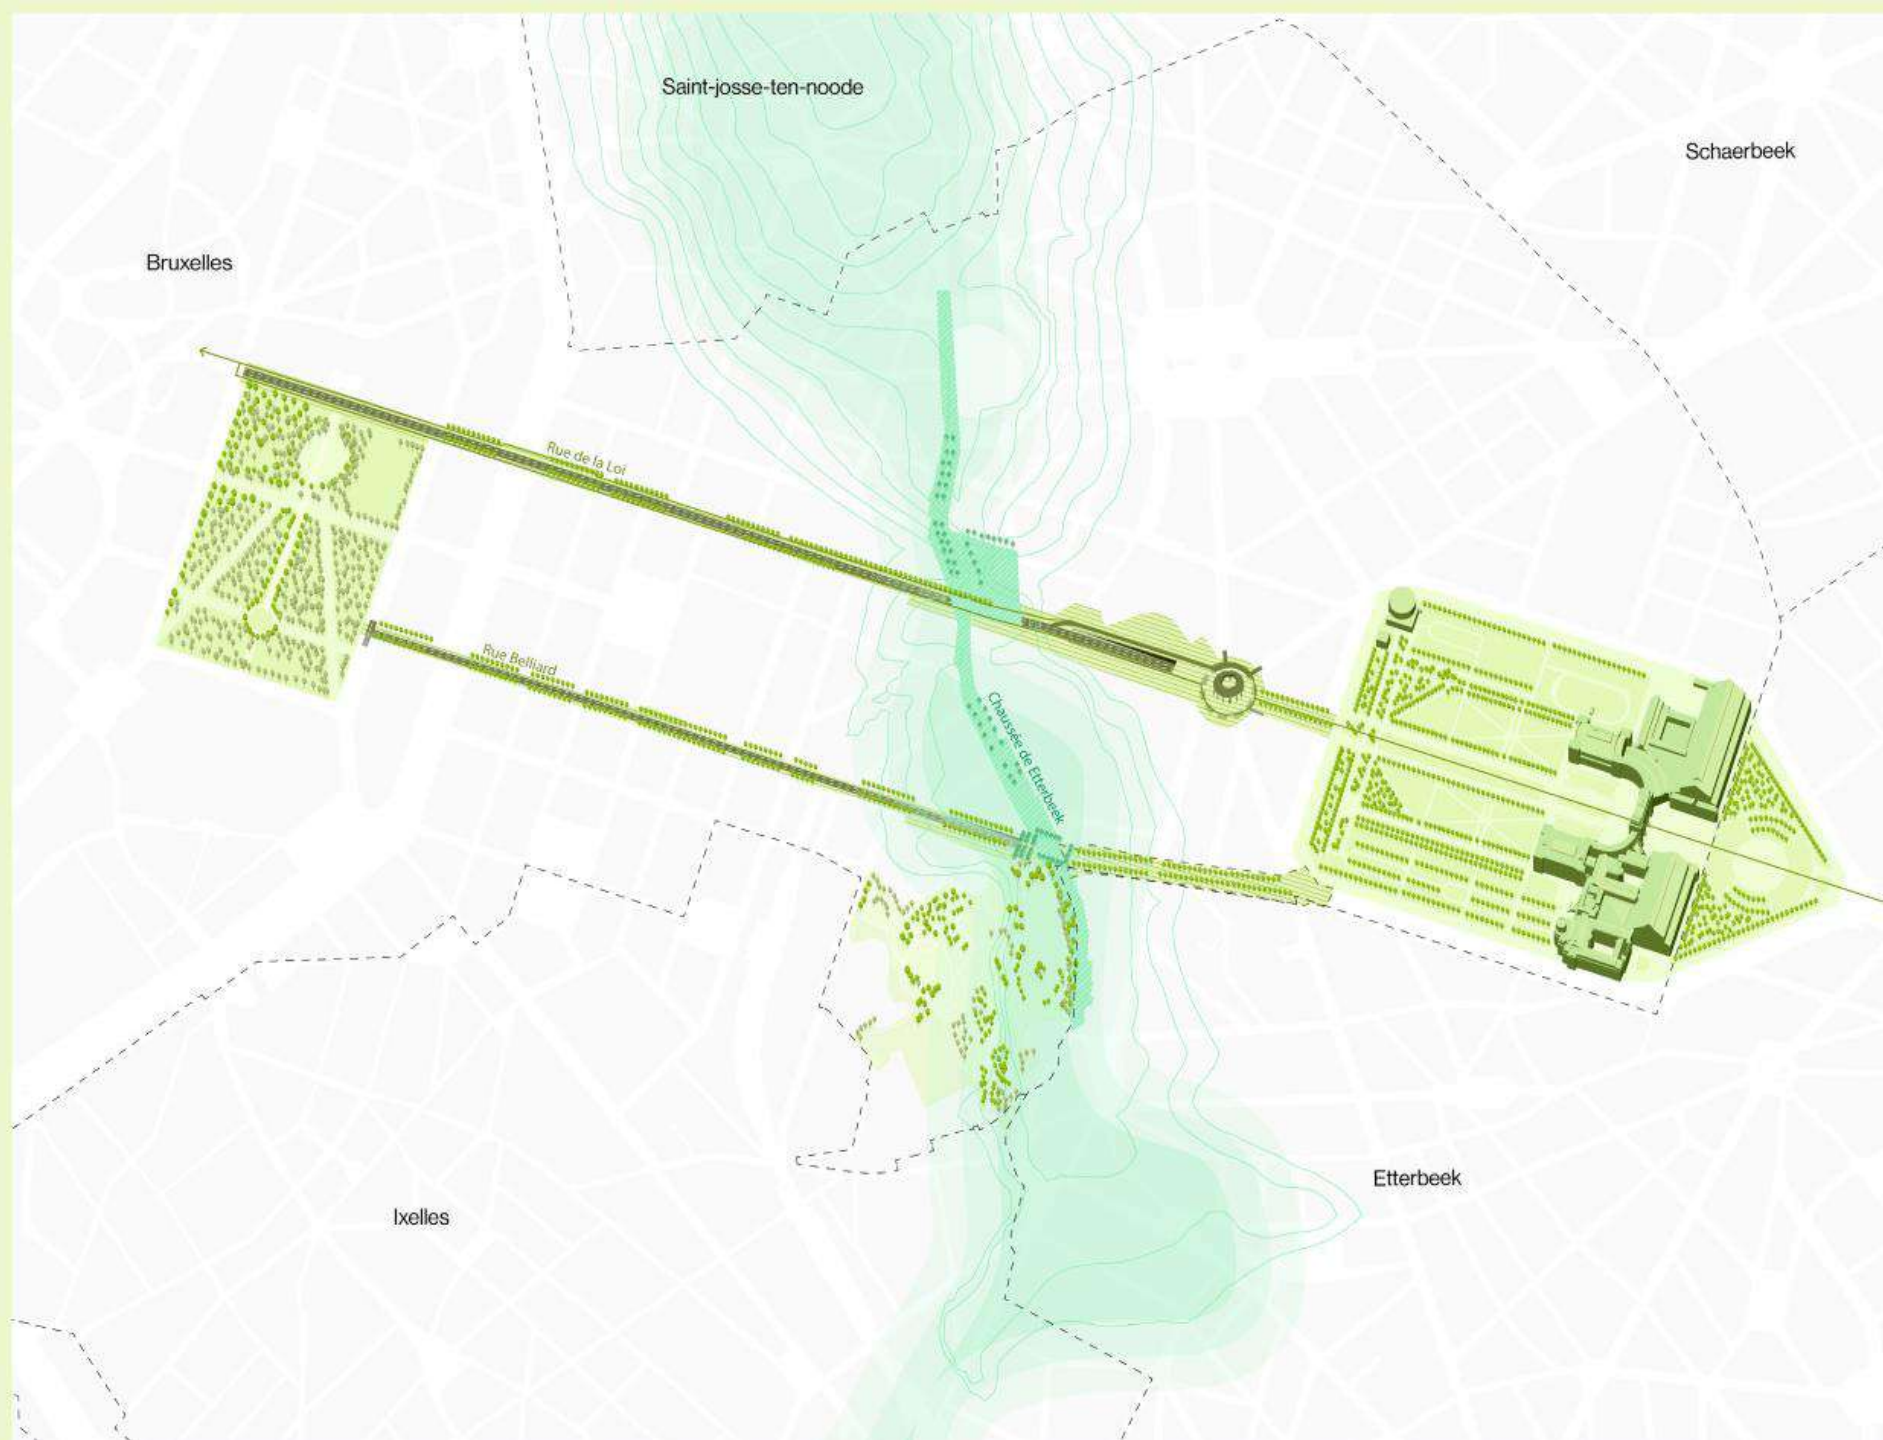 Saint-josse-ten-noode
Schaerbeek
Bruxelles
Rue de la Loi
Rue Belliard
Chaussée de Etterbeek
Etterbeek
Ixelles